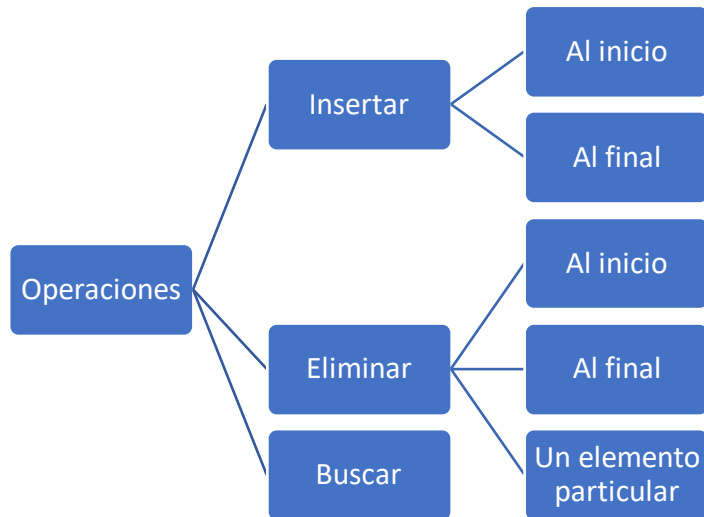 Operaciones
Insertar
Al inicio
Al final
Eliminar
Al inicio
Al final
Un elemento
particular
Buscar